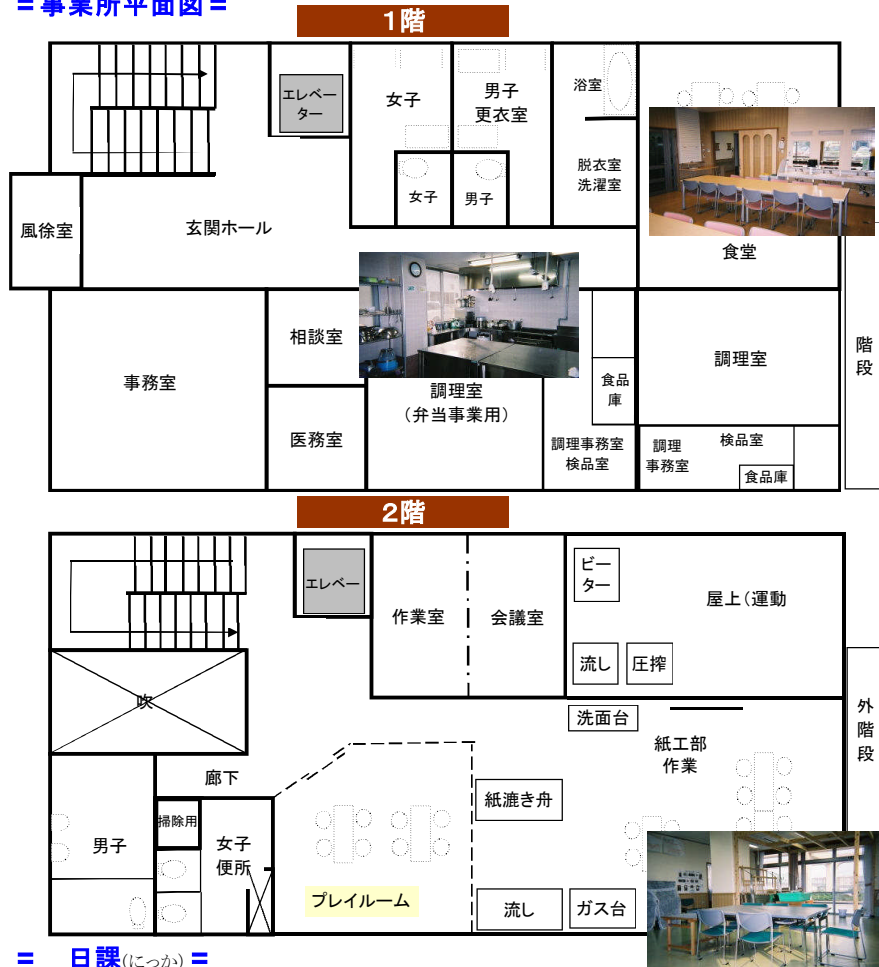 =事業所平面図=
1階
エレベー
ター
女子
男子
更衣室
浴室
脱衣室
洗濯室
女子
男子
風徐室
玄関ホール
食堂
事務室
相談室
医務室
調理室
(弁当事業用)
食品
庫
調理事務室
検品室
調理室
調理
事務室
検品室
食品庫
階
段
2階
エレベー
作業室
会議室
ビー
ター
屋上(運動
流し
圧搾
吹
洗面台
紙工部
作業
外
階
段
廊下
紙漉き舟
掃除用
男子
女子
便所
プレイルーム
流し
ガス台
= 日課(にっか) =